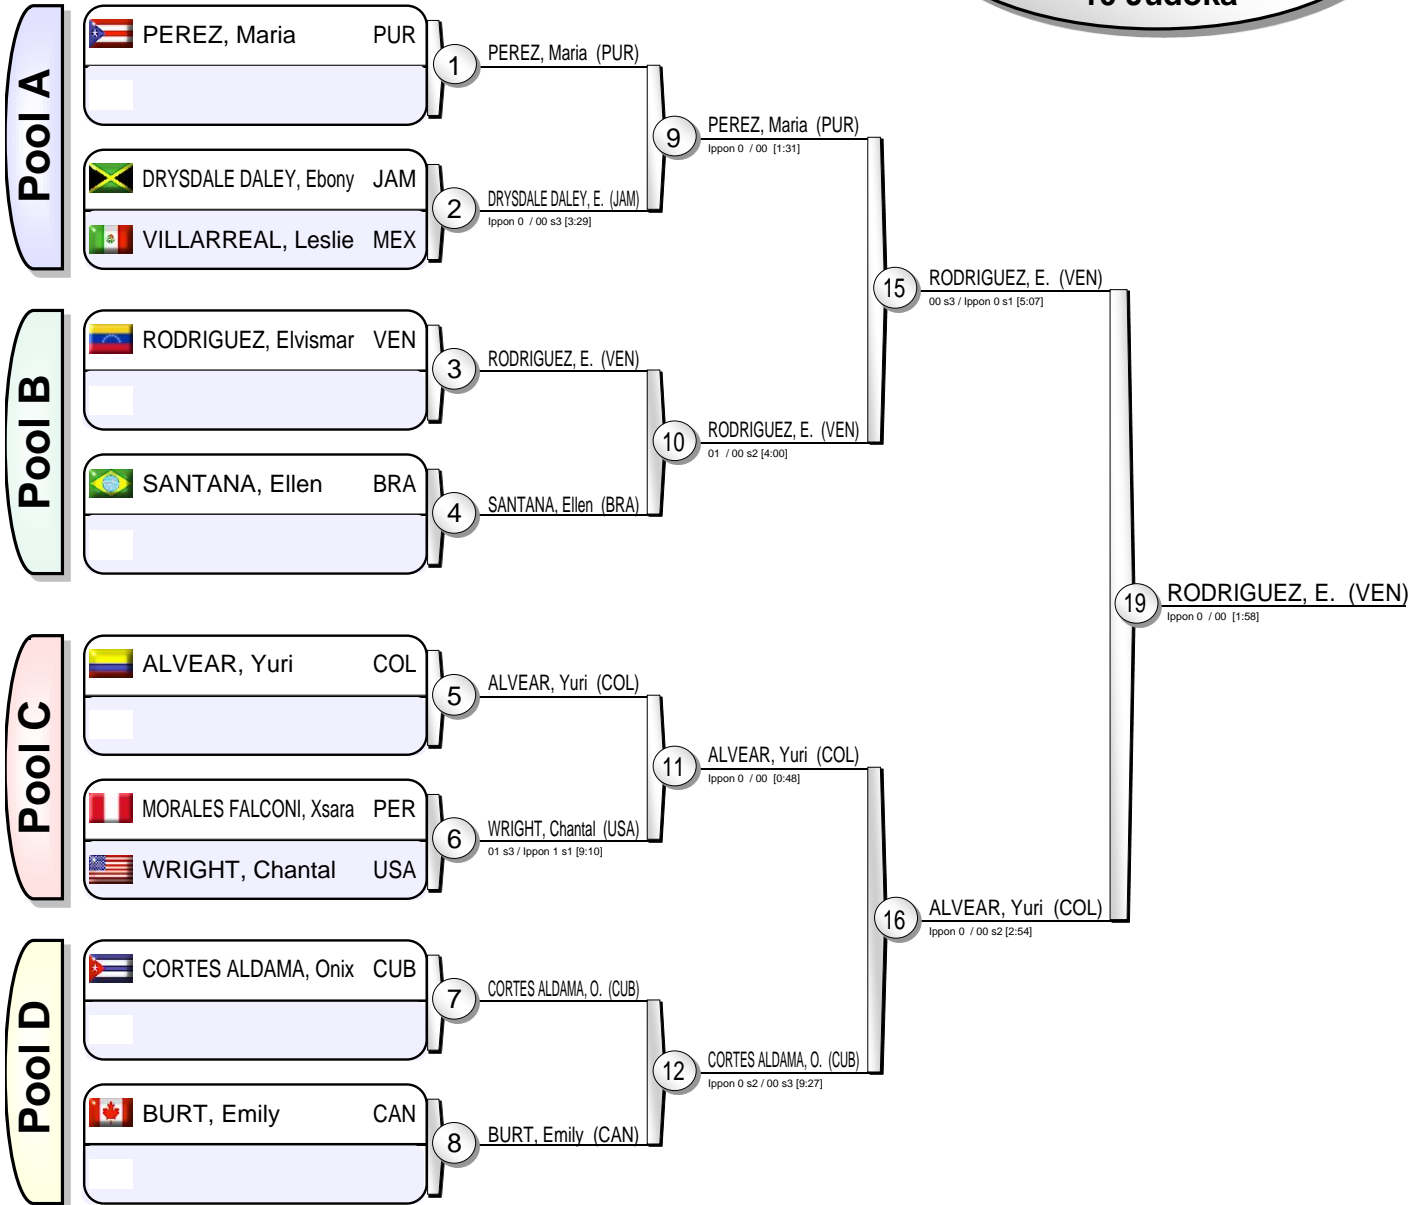 10 Judoka
Pool A
PEREZ, Maria PUR
1
PEREZ, Maria (PUR)
DRYSDALE DALEY, Ebony JAM
VILLARREAL, Leslie MEX
2
DRYSDALE DALEY, E. (JAM)
Ippon 0 / 00 s3 [3:29]
9
PEREZ, Maria (PUR)
Ippon 0 / 00 [1:31]
Pool B
RODRIGUEZ, Elvismar VEN
3
RODRIGUEZ, E. (VEN)
SANTANA, Ellen BRA
4
SANTANA, Ellen (BRA)
10
RODRIGUEZ, E. (VEN)
01 / 00 s2 [4:00]
15
RODRIGUEZ, E. (VEN)
00 s3 / Ippon 0 s1 [5:07]
Pool C
ALVEAR, Yuri COL
5
ALVEAR, Yuri (COL)
MORALES FALCONI, Xsara PER
WRIGHT, Chantal USA
6
WRIGHT, Chantal (USA)
01 s3 / Ippon 1 s1 [9:10]
11
ALVEAR, Yuri (COL)
Ippon 0 / 00 [0:48]
Pool D
CORTES ALDAMA, Onix CUB
7
CORTES ALDAMA, O. (CUB)
BURT, Emily CAN
8
BURT, Emily (CAN)
12
CORTES ALDAMA, O. (CUB)
Ippon 0 s2 / 00 s3 [9:27]
16
ALVEAR, Yuri (COL)
Ippon 0 / 00 s2 [2:54]
19
RODRIGUEZ, E. (VEN)
Ippon 0 / 00 [1:58]